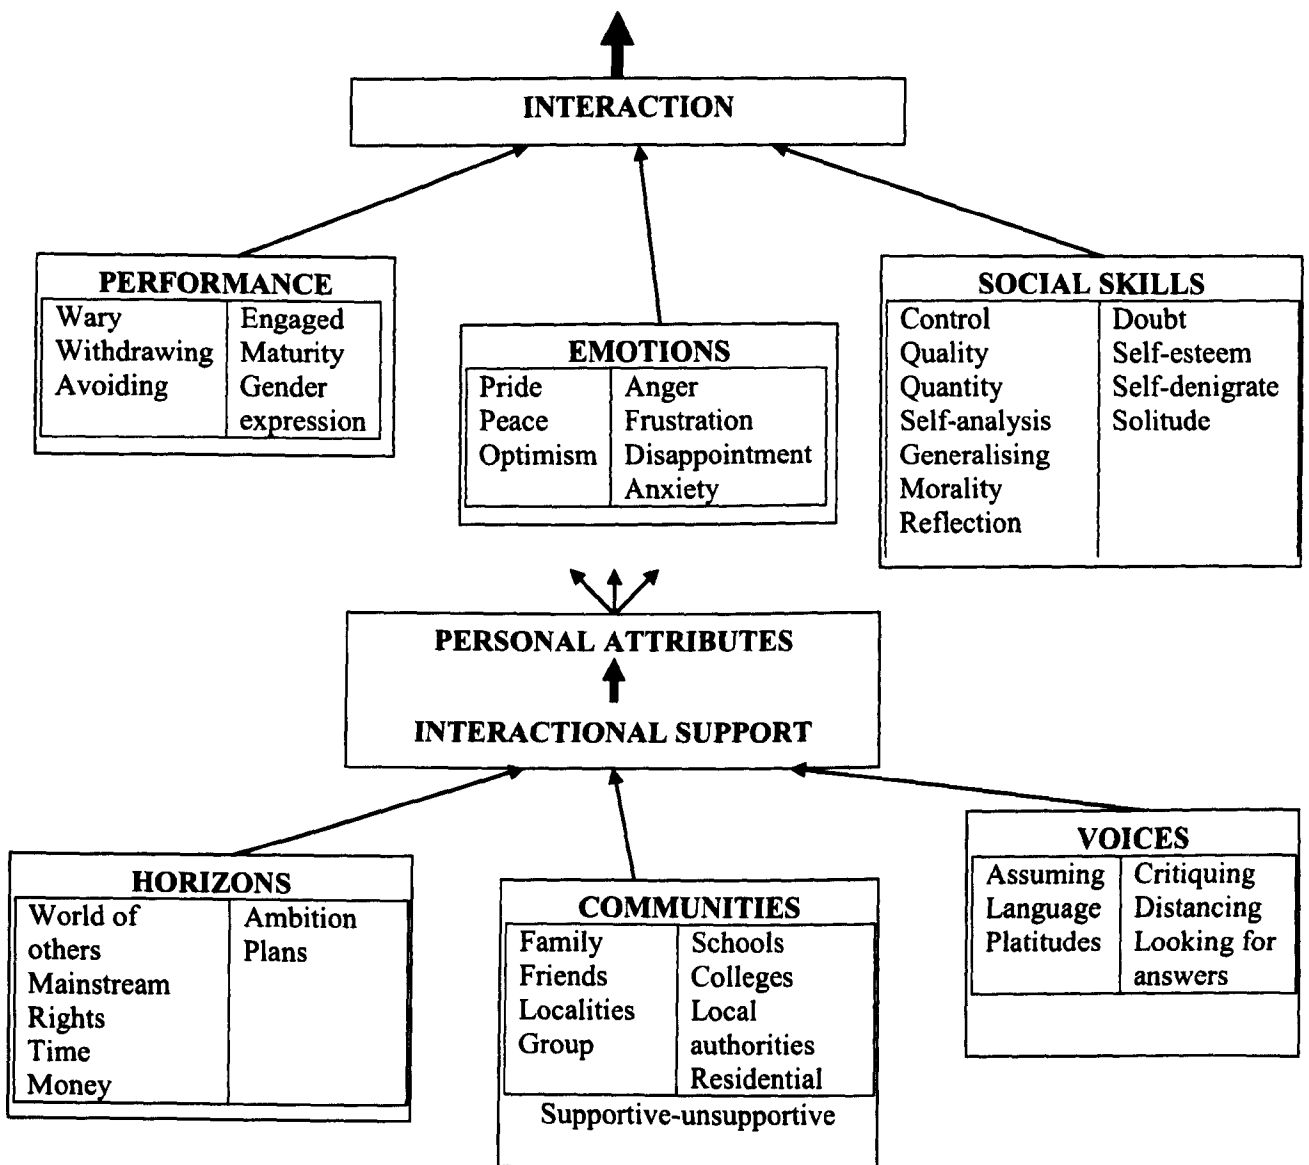 INTERACTION
PERFORMANCE
Wary
Withdrawing
Avoiding
Engaged
Maturity
Gender
expression
EMOTIONS
Pride
Peace
Optimism
Anger
Frustration
Disappointment
Anxiety
SOCIAL SKILLS
Control
Quality
Quantity
Self-analysis
Generalising
Morality
Reflection
Doubt
Self-esteem
Self-denigrate
Solitude
PERSONAL ATTRIBUTES
INTERACTIONAL SUPPORT
HORIZONS
World of
others
Mainstream
Rights
Time
Money
Ambition
Plans
COMMUNITIES
Family
Friends
Localities
Group
Schools
Colleges
Local
authorities
Residential
Supportive-unsupportive
VOICES
Assuming
Language
Platitudes
Critiquing
Distancing
Looking for
answers